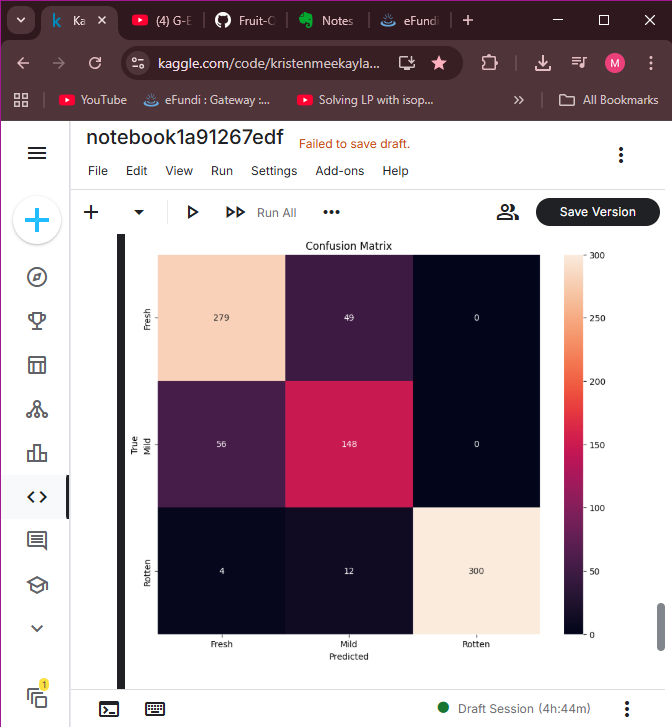 Ka
(4) G-E
Fruit-Q
Notes
eFundi
kaggle.com/code/kristenmeekayla...
M
YouTube
eFundi : Gateway :...
Solving LP with isop...
All Bookmarks
notebook1a91267edf
Failed to save draft.
File Edit View Run Settings Add-ons Help
Run All
Save Version
Confusion Matrix
Fresh
279 49 0
300
250
200
True
Mild
56 148 0
150
100
Rotten
4 12 300
50
0
Fresh Mild Rotten
Predicted
1
Draft Session (4h:44m)